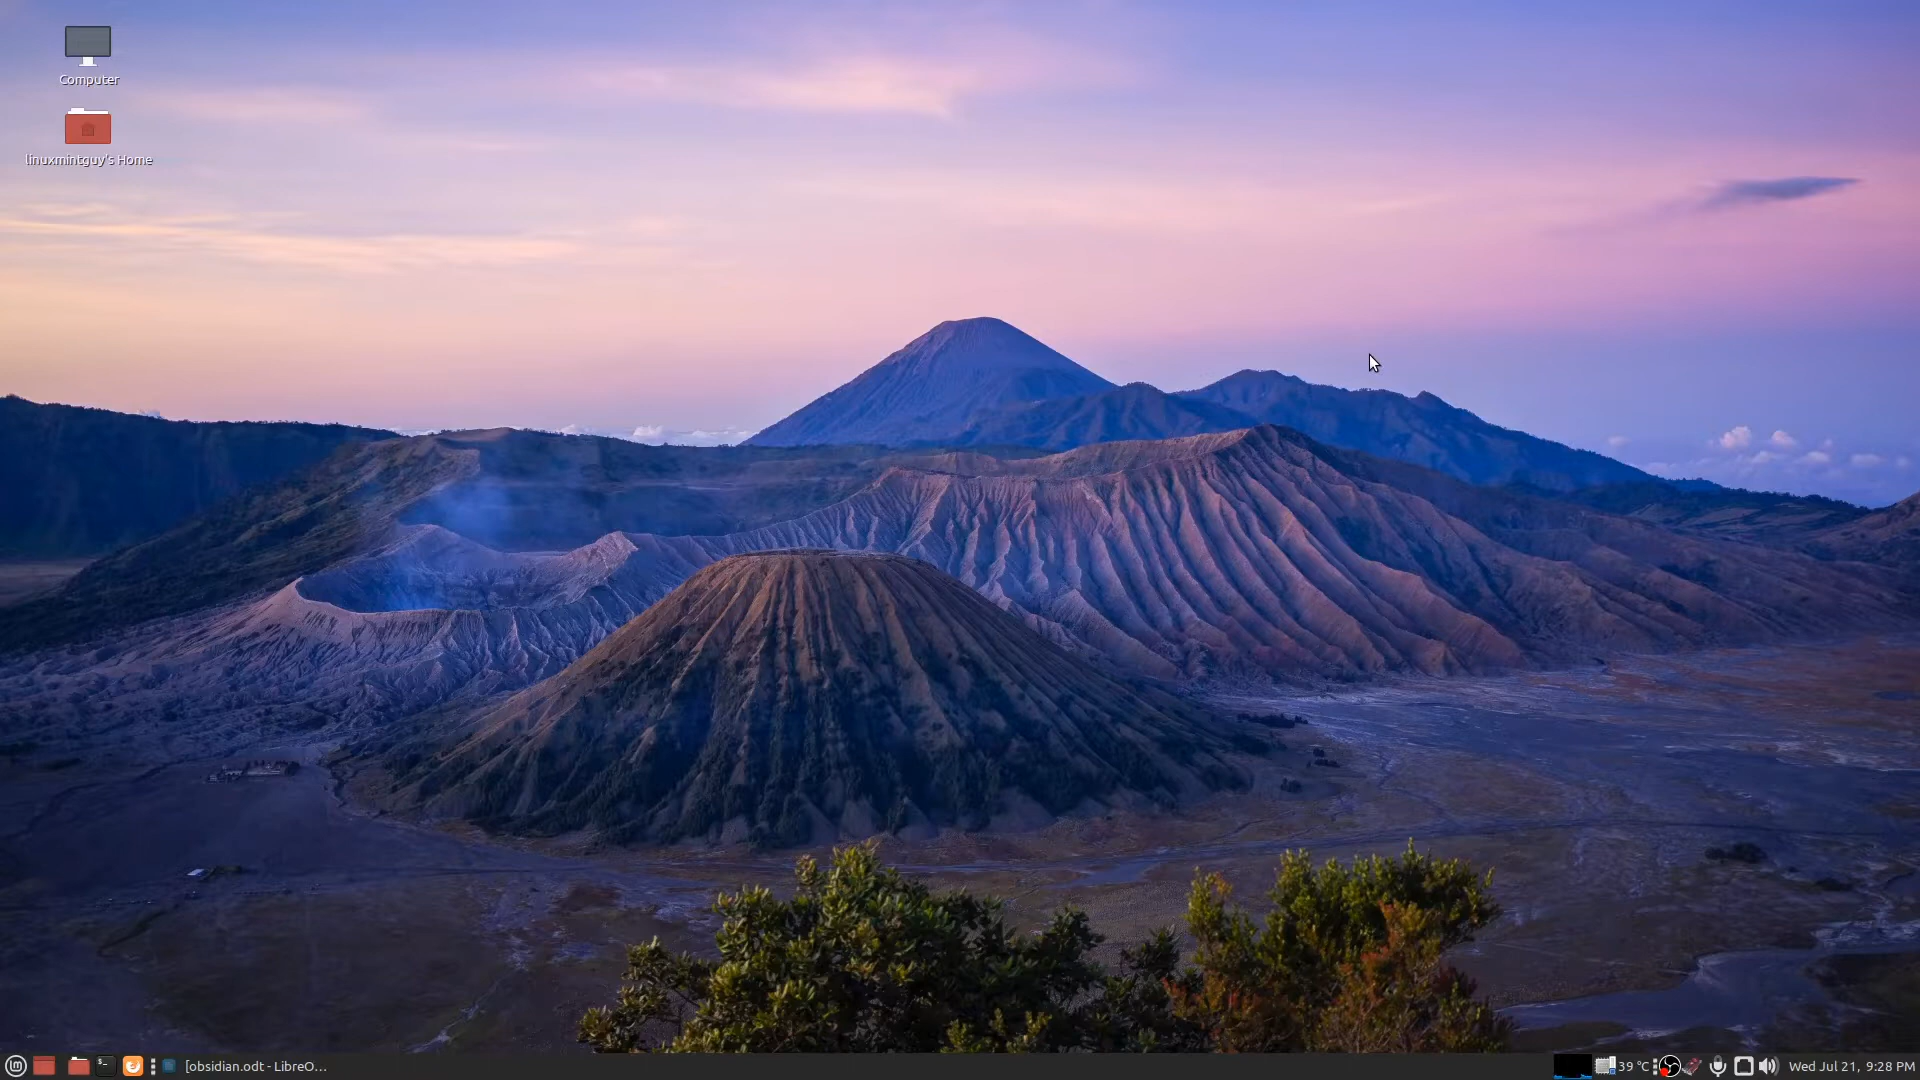 Computer
linuxmintguy's Home
[obsidian.odt - LibreO...
39 °C
Wed Jul 21, 9:28 PM